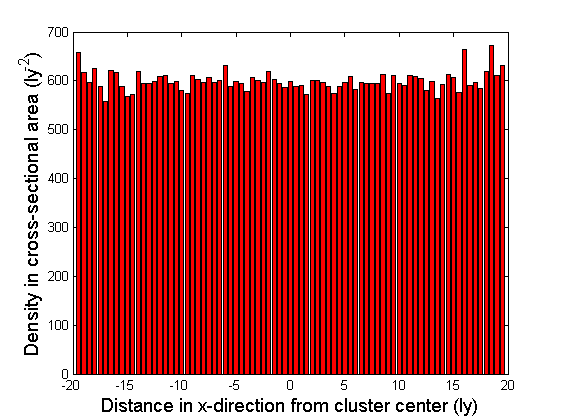 Density in cross-sectional area (ly⁻²)
700
600
500
400
300
200
100
0
-20 -15 -10 -5 0 5 10 15 20
Distance in x-direction from cluster center (ly)